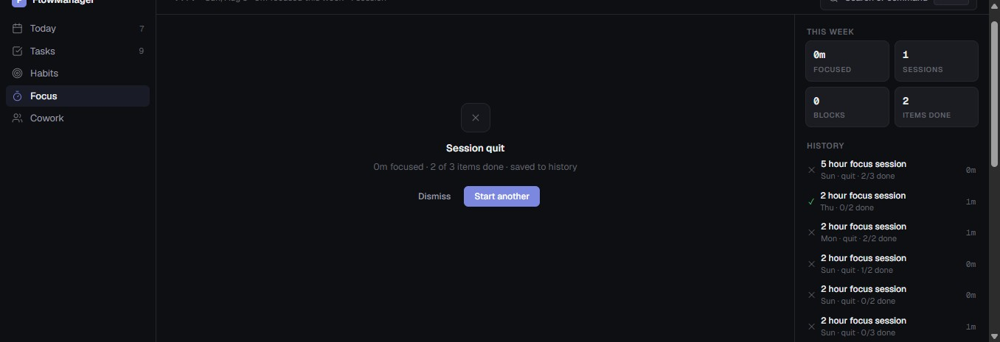 FlowManager
Today 7
Tasks 9
Habits
Focus
Cowork
Search or command
Session quit
0m focused · 2 of 3 items done · saved to history
Dismiss
Start another
THIS WEEK
0m
FOCUSED
1
SESSIONS
0
BLOCKS
2
ITEMS DONE
HISTORY
5 hour focus session
Sun · quit · 2/3 done
0m
2 hour focus session
Thu · 0/2 done
1m
2 hour focus session
Mon · quit · 2/2 done
1m
2 hour focus session
Sun · quit · 1/2 done
0m
2 hour focus session
Sun · quit · 0/2 done
0m
2 hour focus session
Sun · quit · 0/3 done
1m